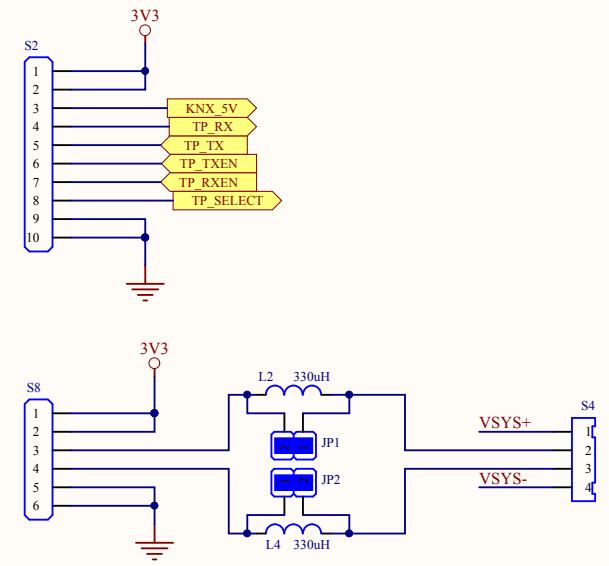 3V3
S2
1
2
3 KNX_5V
4 TP_RX
5 TP_TX
6 TP_TXEN
7 TP_RXEN
8 TP_SELECT
9
10
3V3
S8
L2 330uH
S4
1
2
3
4
5
6
JP1
JP2
L4 330uH
VSYS+
VSYS-
1
2
3
4